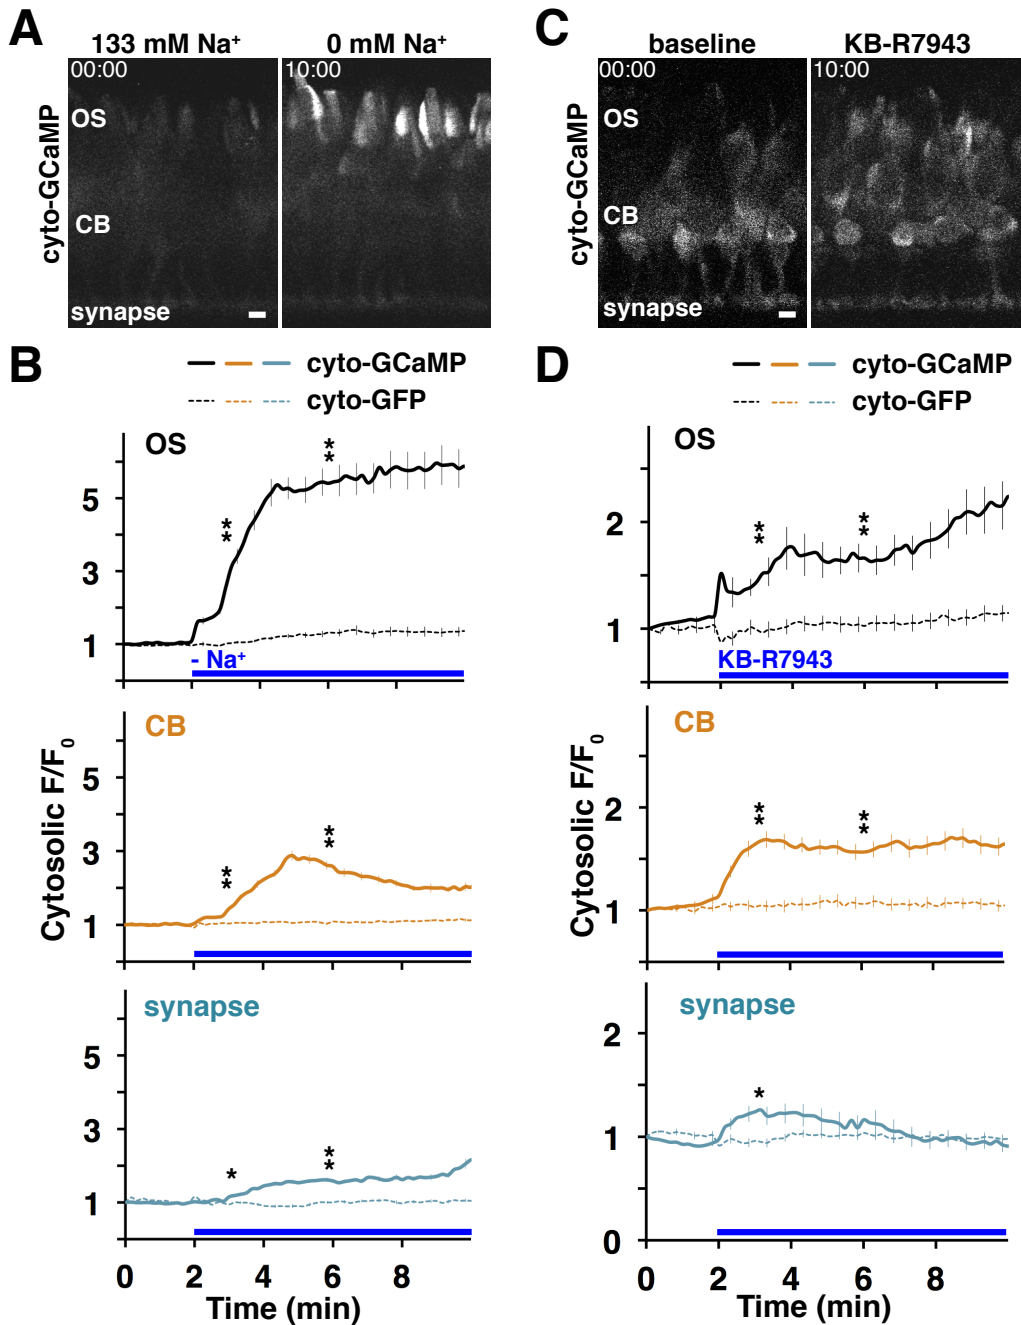 A
133 mM Na⁺ 0 mM Na⁺
00:00 10:00
cyto-GCaMP
OS
CB
synapse
C
baseline KB-R7943
00:00 10:00
cyto-GCaMP
OS
CB
synapse
B
cyto-GCaMP
cyto-GFP
Cytosolic F/F₀
OS
5
3
1
**
**
- Na⁺
CB
5
3
1
**
**
synapse
5
3
1
*
**
0 2 4 6 8
Time (min)
D
cyto-GCaMP
cyto-GFP
Cytosolic F/F₀
OS
2
1
**
**
KB-R7943
CB
2
1
**
**
synapse
2
1
0
*
0 2 4 6 8
Time (min)